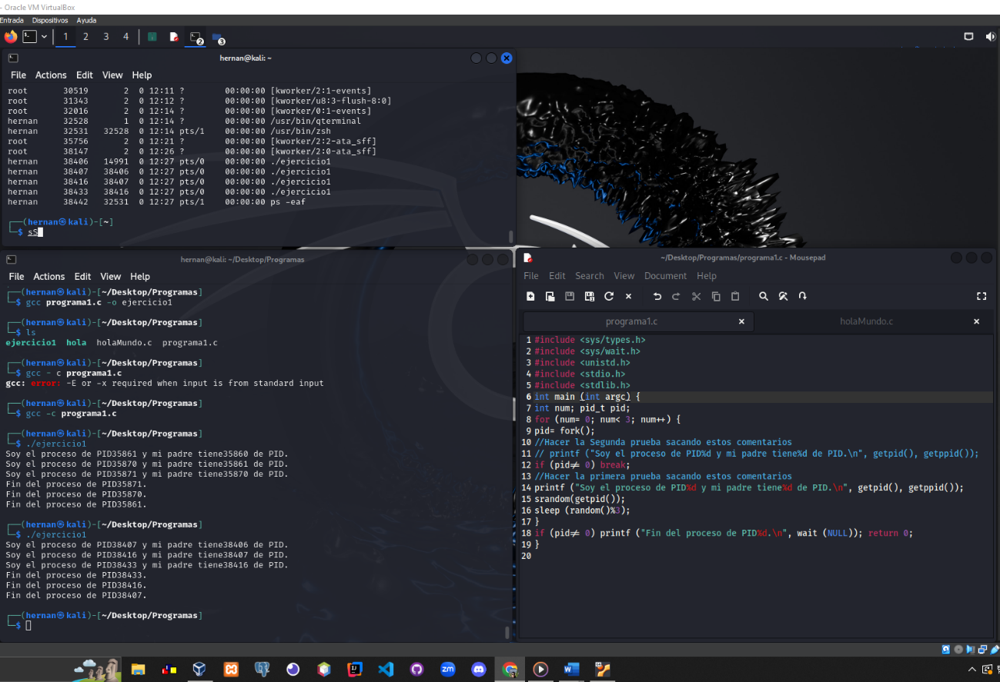 - Oracle VM VirtualBox
Entrada Dispositivos Ayuda
1 2 3 4 2 3
hernan@kali: ~
File Actions Edit View Help
root 30519 2 0 12:11 ? 00:00:00 [kworker/2:1-events]
root 31343 2 0 12:12 ? 00:00:00 [kworker/u8:3-flush-8:0]
root 32016 2 0 12:14 ? 00:00:00 [kworker/0:1-events]
hernan 32528 1 0 12:14 ? 00:00:00 /usr/bin/qterminal
hernan 32531 32528 0 12:14 pts/1 00:00:00 /usr/bin/zsh
root 35756 2 0 12:21 ? 00:00:00 [kworker/2:2-ata_sff]
root 38147 2 0 12:26 ? 00:00:00 [kworker/2:0-ata_sff]
hernan 38406 14991 0 12:27 pts/0 00:00:00 ./ejercicio1
hernan 38407 38406 0 12:27 pts/0 00:00:00 ./ejercicio1
hernan 38416 38407 0 12:27 pts/0 00:00:00 ./ejercicio1
hernan 38433 38416 0 12:27 pts/0 00:00:00 ./ejercicio1
hernan 38442 32531 0 12:27 pts/1 00:00:00 ps -eaf
┌──(hernan㉿kali)-[~]
└─$ sS
hernan@kali: ~/Desktop/Programas
File Actions Edit View Help
┌──(hernan㉿kali)-[~/Desktop/Programas]
└─$ gcc programa1.c -o ejercicio1
┌──(hernan㉿kali)-[~/Desktop/Programas]
└─$ ls
ejercicio1 hola holaMundo.c programa1.c
┌──(hernan㉿kali)-[~/Desktop/Programas]
└─$ gcc - c programa1.c
gcc: error: -E or -x required when input is from standard input
┌──(hernan㉿kali)-[~/Desktop/Programas]
└─$ gcc -c programa1.c
┌──(hernan㉿kali)-[~/Desktop/Programas]
└─$ ./ejercicio1
Soy el proceso de PID35861 y mi padre tiene35860 de PID.
Soy el proceso de PID35870 y mi padre tiene35861 de PID.
Soy el proceso de PID35871 y mi padre tiene35870 de PID.
Fin del proceso de PID35871.
Fin del proceso de PID35870.
Fin del proceso de PID35861.
┌──(hernan㉿kali)-[~/Desktop/Programas]
└─$ ./ejercicio1
Soy el proceso de PID38407 y mi padre tiene38406 de PID.
Soy el proceso de PID38416 y mi padre tiene38407 de PID.
Soy el proceso de PID38433 y mi padre tiene38416 de PID.
Fin del proceso de PID38433.
Fin del proceso de PID38416.
Fin del proceso de PID38407.
┌──(hernan㉿kali)-[~/Desktop/Programas]
└─$
~/Desktop/Programas/programa1.c - Mousepad
File Edit Search View Document Help
programa1.c holaMundo.c
1 #include <sys/types.h>
2 #include <sys/wait.h>
3 #include <unistd.h>
4 #include <stdio.h>
5 #include <stdlib.h>
6 int main (int argc) {
7 int num; pid_t pid;
8 for (num= 0; num< 3; num++) {
9 pid= fork();
10 //Hacer la Segunda prueba sacando estos comentarios
11 // printf ("Soy el proceso de PID%d y mi padre tiene%d de PID.\n", getpid(), getppid());
12 if (pid≠ 0) break;
13 //Hacer la primera prueba sacando estos comentarios
14 printf ("Soy el proceso de PID%d y mi padre tiene%d de PID.\n", getpid(), getppid());
15 srandom(getpid());
16 sleep (random()%3);
17 }
18 if (pid≠ 0) printf ("Fin del proceso de PID%d.\n", wait (NULL)); return 0;
19 }
20
zm